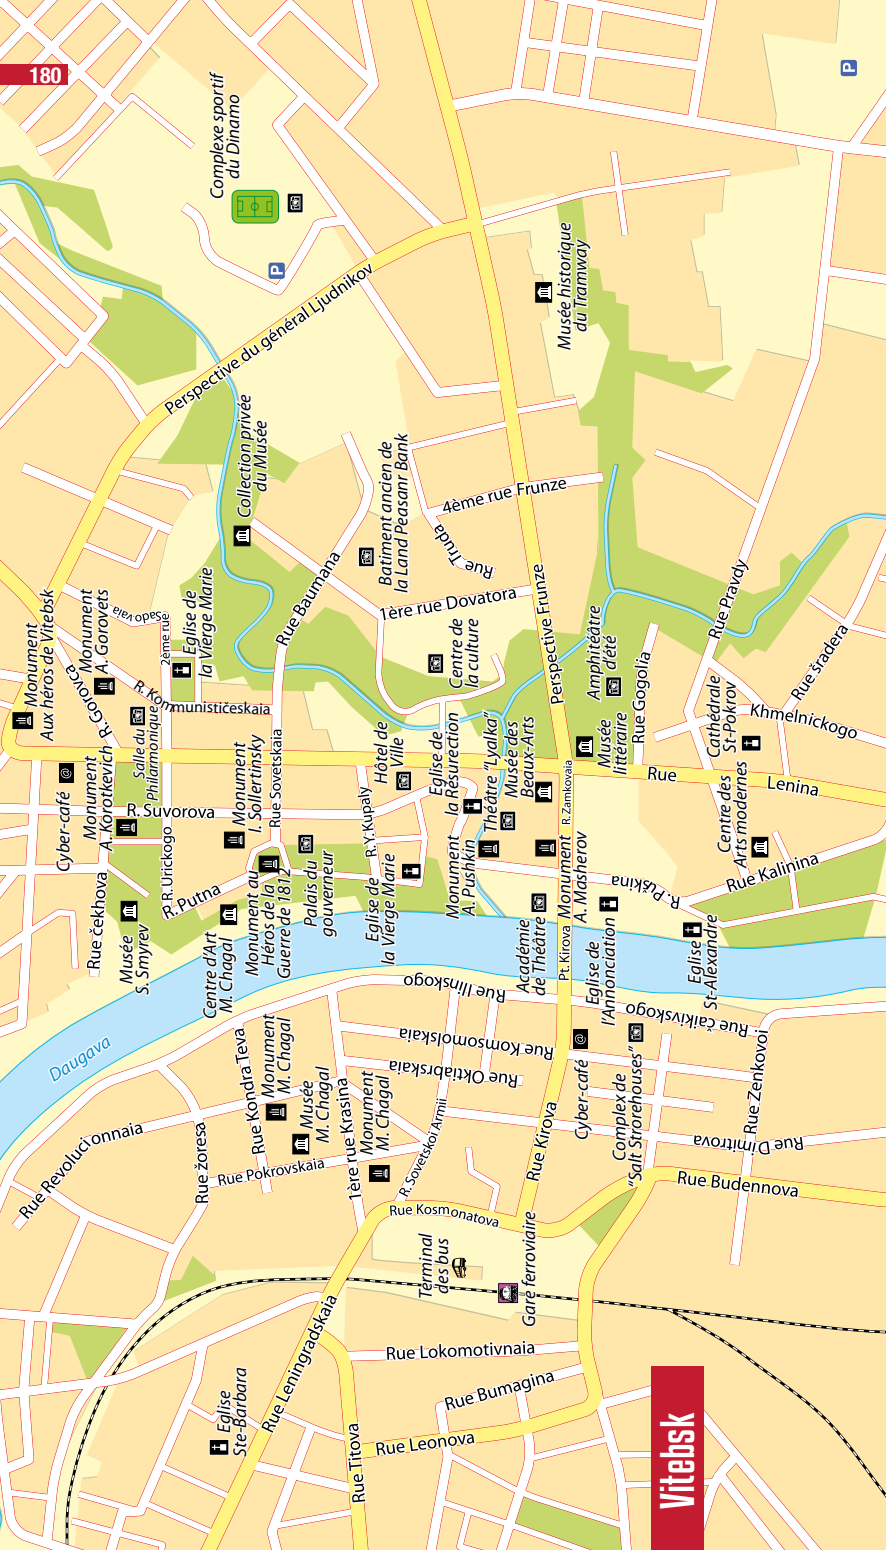 180
Complexe sportif
du Dinamo
Perspective du général Ljudnikov
Musée historique
du Tramway
Collection privée
du Musée
Batiment ancien de
la Land Peasanr Bank
4ème rue Frunze
Rue Truda
Rue Baumana
1ère rue Dovatora
Perspective Frunze
Rue Pravdy
Monument
Aux héros de Vitebsk
Monument
A. Gorovets
Sadovaia
2ème rue
Eglise de
la Vierge Marie
R. Gorovca
R. Kommunističeskaia
Centre de
la culture
Amphitéâtre
d'été
Rue Gogolia
Rue šradera
Cathédrale
St-Pokrov
Khmelnickogo
Salle du
Philarmonique
Cyber-café
Monument
A. Korotkevich
R. Suvorova
Monument
I. Sollertinsky
Rue Sovetskaia
Hôtel de
Ville
Eglise de
la Résurrection
Théâtre "Lyalka"
Musée des
Beaux-Arts
Musée
littéraire
Rue Lenina
R. Zamkovaia
Centre des
Arts modernes
R. Y. Kupaly
R. Urickogo
R. Putna
Rue čekhova
Musée
S. Smyrev
Centre d'Art
M. Chagal
Monument au
Héros de la
Guerre de 1812
Palais du
gouverneur
Eglise de
la Vierge Marie
Monument
A. Pushkin
Monument
A. Masherov
R. Puškina
Rue Kalinina
Académie
de Théâtre
Pt. Kirova
Eglise de
l'Annonciation
Eglise
St-Alexandre
Daugava
Rue Ilinskogo
Rue čaikivskogo
Rue Komsomolskaia
Rue Oktiabrskaia
Cyber-café
Complex de
"Salt Strorehouses"
Rue Zenkovoi
Rue Dimitrova
Rue Kondra Teva
Monument
M. Chagal
Musée
M. Chagal
Monument
M. Chagal
1ère rue Krasina
R. Sovetskoi Armii
Rue Kirova
Rue Revoluci onnaia
Rue žoresa
Rue Pokrovskaia
Rue Kosmonatova
Rue Budennova
Terminal
des bus
Gare ferroviaire
Rue Leningradskaia
Rue Lokomotivnaia
Rue Bumagina
Rue Leonova
Rue Titova
Eglise
Ste-Barbara
Vitebsk
P
P